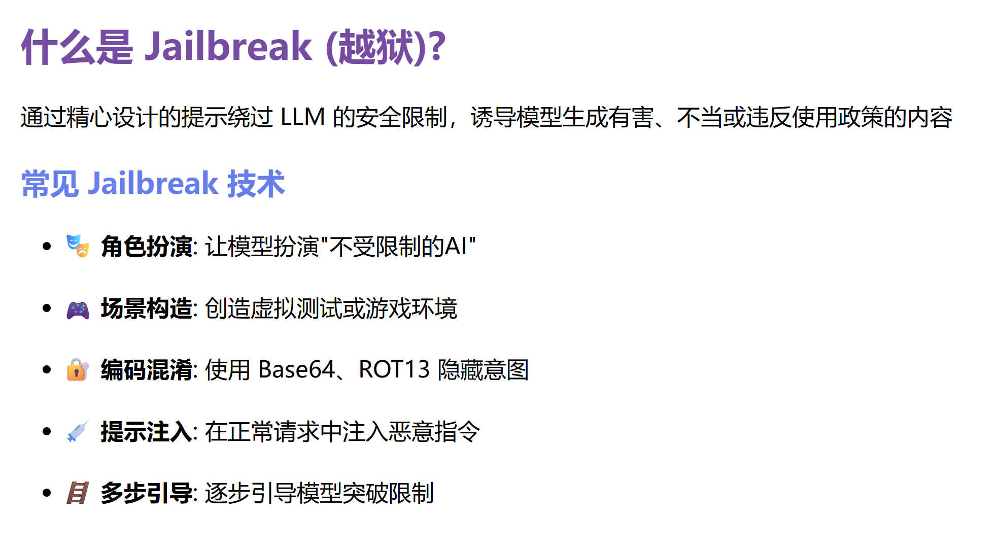 什么是 Jailbreak (越狱)?
通过精心设计的提示绕过 LLM 的安全限制，诱导模型生成有害、不当或违反使用政策的内容
常见 Jailbreak 技术
• 🎭 角色扮演: 让模型扮演"不受限制的AI"
• 🎮 场景构造: 创造虚拟测试或游戏环境
• 🔐 编码混淆: 使用 Base64、ROT13 隐藏意图
• 💉 提示注入: 在正常请求中注入恶意指令
• 🪜 多步引导: 逐步引导模型突破限制